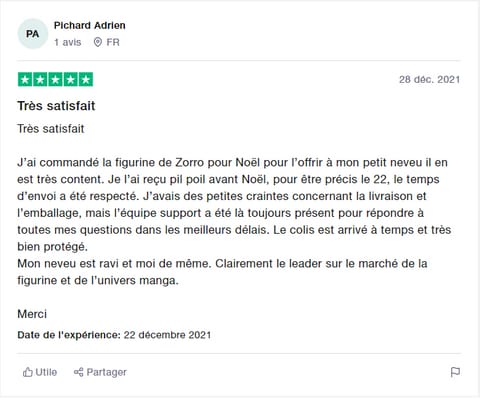 PA
Pichard Adrien
1 avis FR
28 déc. 2021
Très satisfait
Très satisfait
J’ai commandé la figurine de Zorro pour Noël pour l’offrir à mon petit neveu il en
est très content. Je l’ai reçu pil poil avant Noël, pour être précis le 22, le temps
d’envoi a été respecté. J’avais des petites craintes concernant la livraison et
l’emballage, mais l’équipe support a été là toujours présent pour répondre à
toutes mes questions dans les meilleurs délais. Le colis est arrivé à temps et très
bien protégé.
Mon neveu est ravi et moi de même. Clairement le leader sur le marché de la
figurine et de l’univers manga.
Merci
Date de l'expérience: 22 décembre 2021
Utile Partager